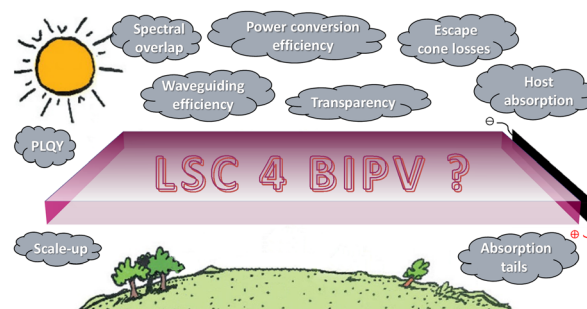 Spectral
overlap
Power conversion
efficiency
Escape
cone losses
Waveguiding
efficiency
Transparency
Host
absorption
PLQY
⊖
LSC 4 BIPV ?
⊕
Scale-up
Absorption
tails